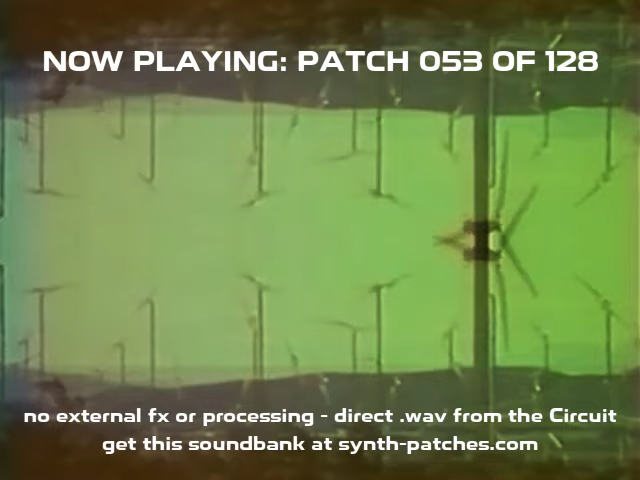 NOW PLAYING: PATCH 053 OF 128
no external fx or processing - direct .wav from the Circuit
get this soundbank at synth-patches.com